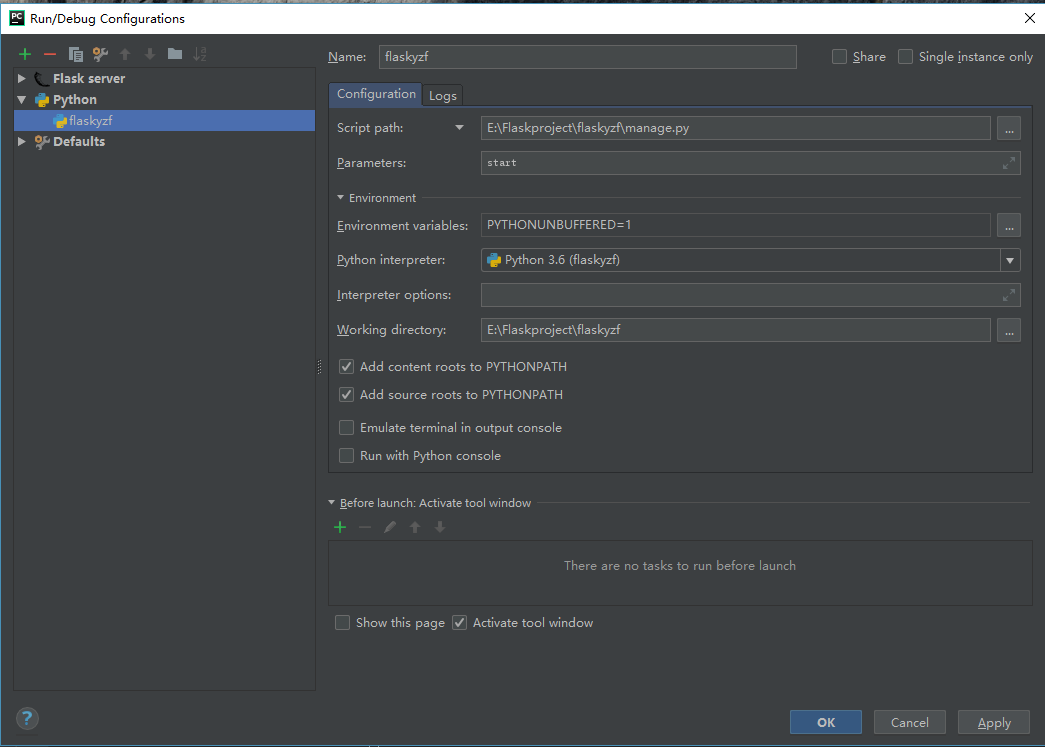 Run/Debug Configurations
Name: flaskyzf Share Single instance only
Flask server
Python
flaskyzf
Defaults
Configuration Logs
Script path: E:\Flaskproject\flaskyzf\manage.py ...
Parameters: start
Environment
Environment variables: PYTHONUNBUFFERED=1 ...
Python interpreter: Python 3.6 (flaskyzf)
Interpreter options:
Working directory: E:\Flaskproject\flaskyzf ...
Add content roots to PYTHONPATH
Add source roots to PYTHONPATH
Emulate terminal in output console
Run with Python console
Before launch: Activate tool window
There are no tasks to run before launch
Show this page Activate tool window
? OK Cancel Apply